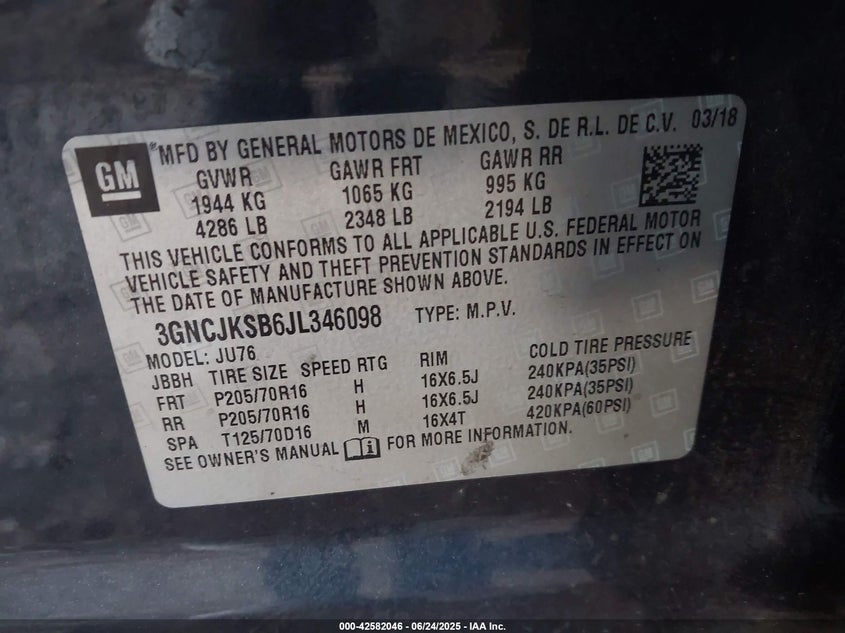 GM
*MFD BY GENERAL MOTORS DE MEXICO, S. DE R.L. DE C.V. 03/18
GVWR GAWR FRT GAWR RR
1944 KG 1065 KG 995 KG
4286 LB 2348 LB 2194 LB
THIS VEHICLE CONFORMS TO ALL APPLICABLE U.S. FEDERAL MOTOR
VEHICLE SAFETY AND THEFT PREVENTION STANDARDS IN EFFECT ON
THE DATE OF MANUFACTURE SHOWN ABOVE.
3GNCJKSB6JL346098 TYPE: M.P.V.
MODEL: JU76
JBBH TIRE SIZE SPEED RTG RIM COLD TIRE PRESSURE
FRT P205/70R16 H 16X6.5J 240KPA(35PSI)
RR P205/70R16 H 16X6.5J 240KPA(35PSI)
SPA T125/70D16 M 16X4T 420KPA(60PSI)
SEE OWNER'S MANUAL FOR MORE INFORMATION.
000-42582046 - 06/24/2025 - IAA Inc.